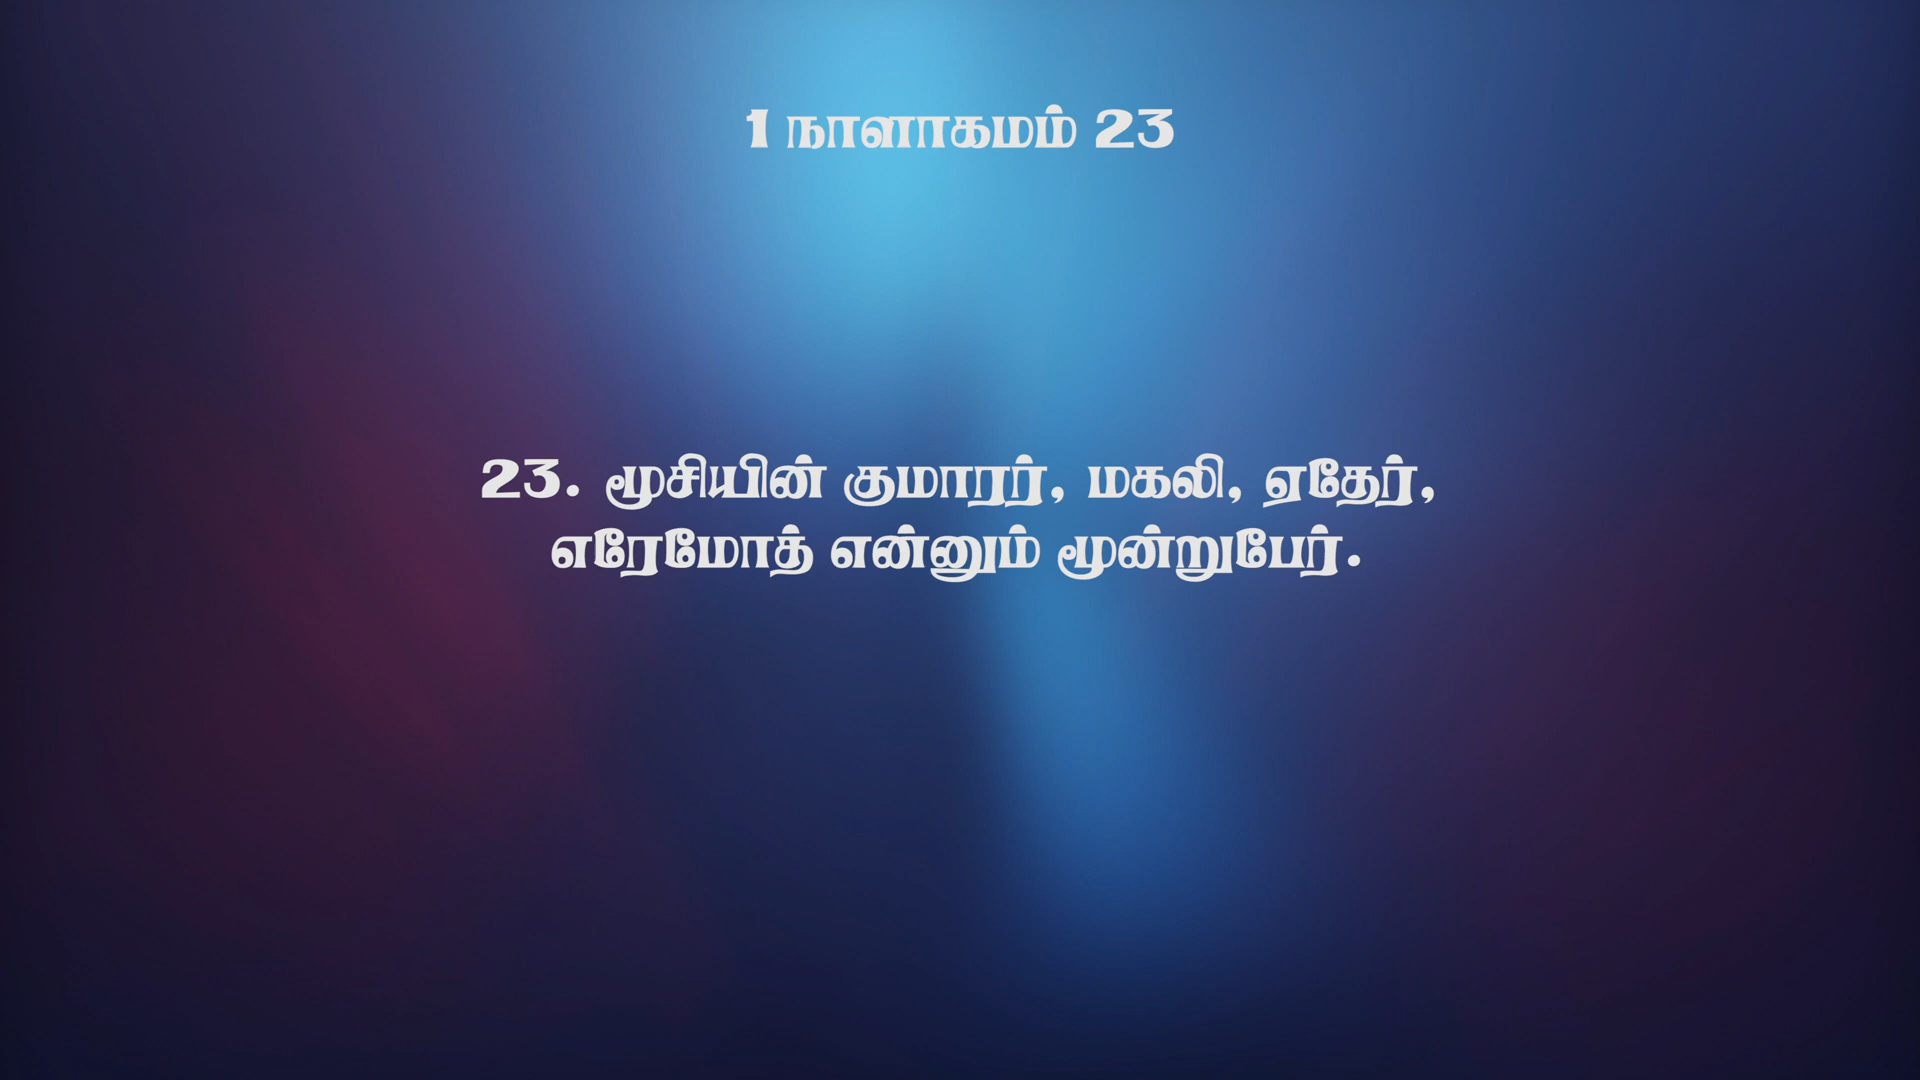 1 நாளாகமம் 23
23. மூசியின் குமாரர், மகலி, ஏதேர்,
எரேமோத் என்னும் மூன்றுபேர்.